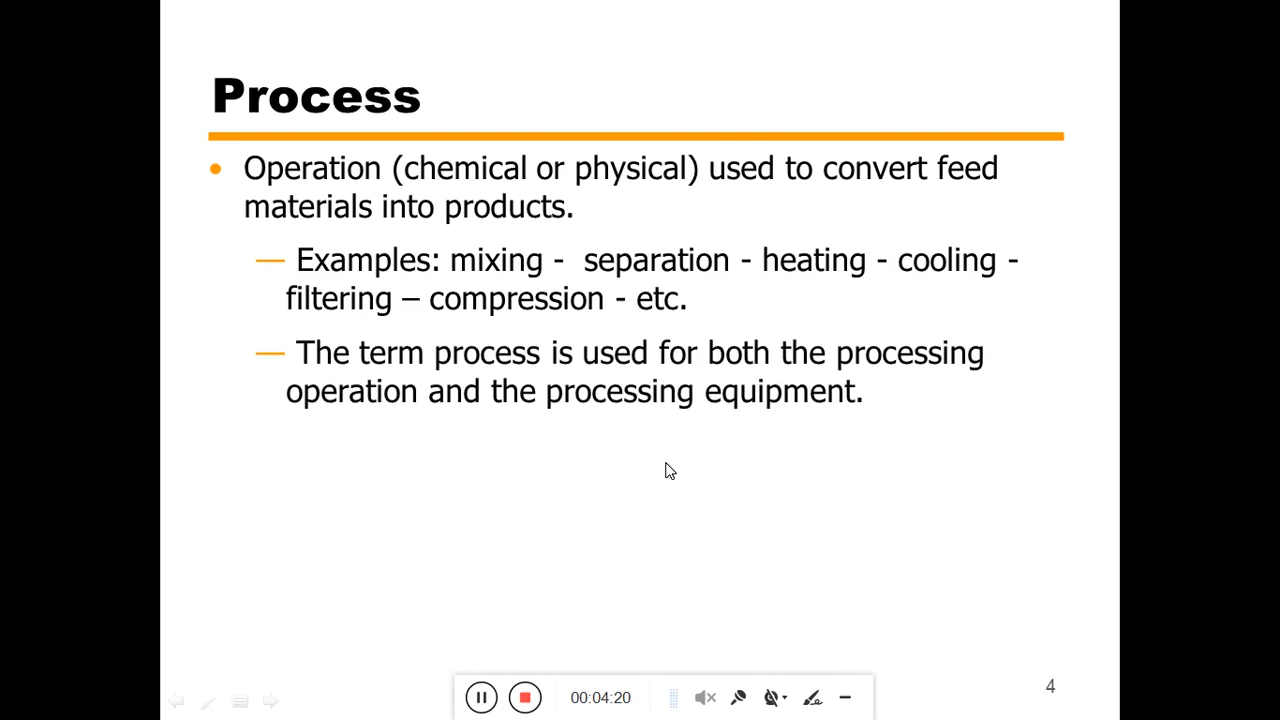 Process
• Operation (chemical or physical) used to convert feed
materials into products.
— Examples: mixing -  separation - heating - cooling -
filtering – compression - etc.
— The term process is used for both the processing
operation and the processing equipment.
4
00:04:20